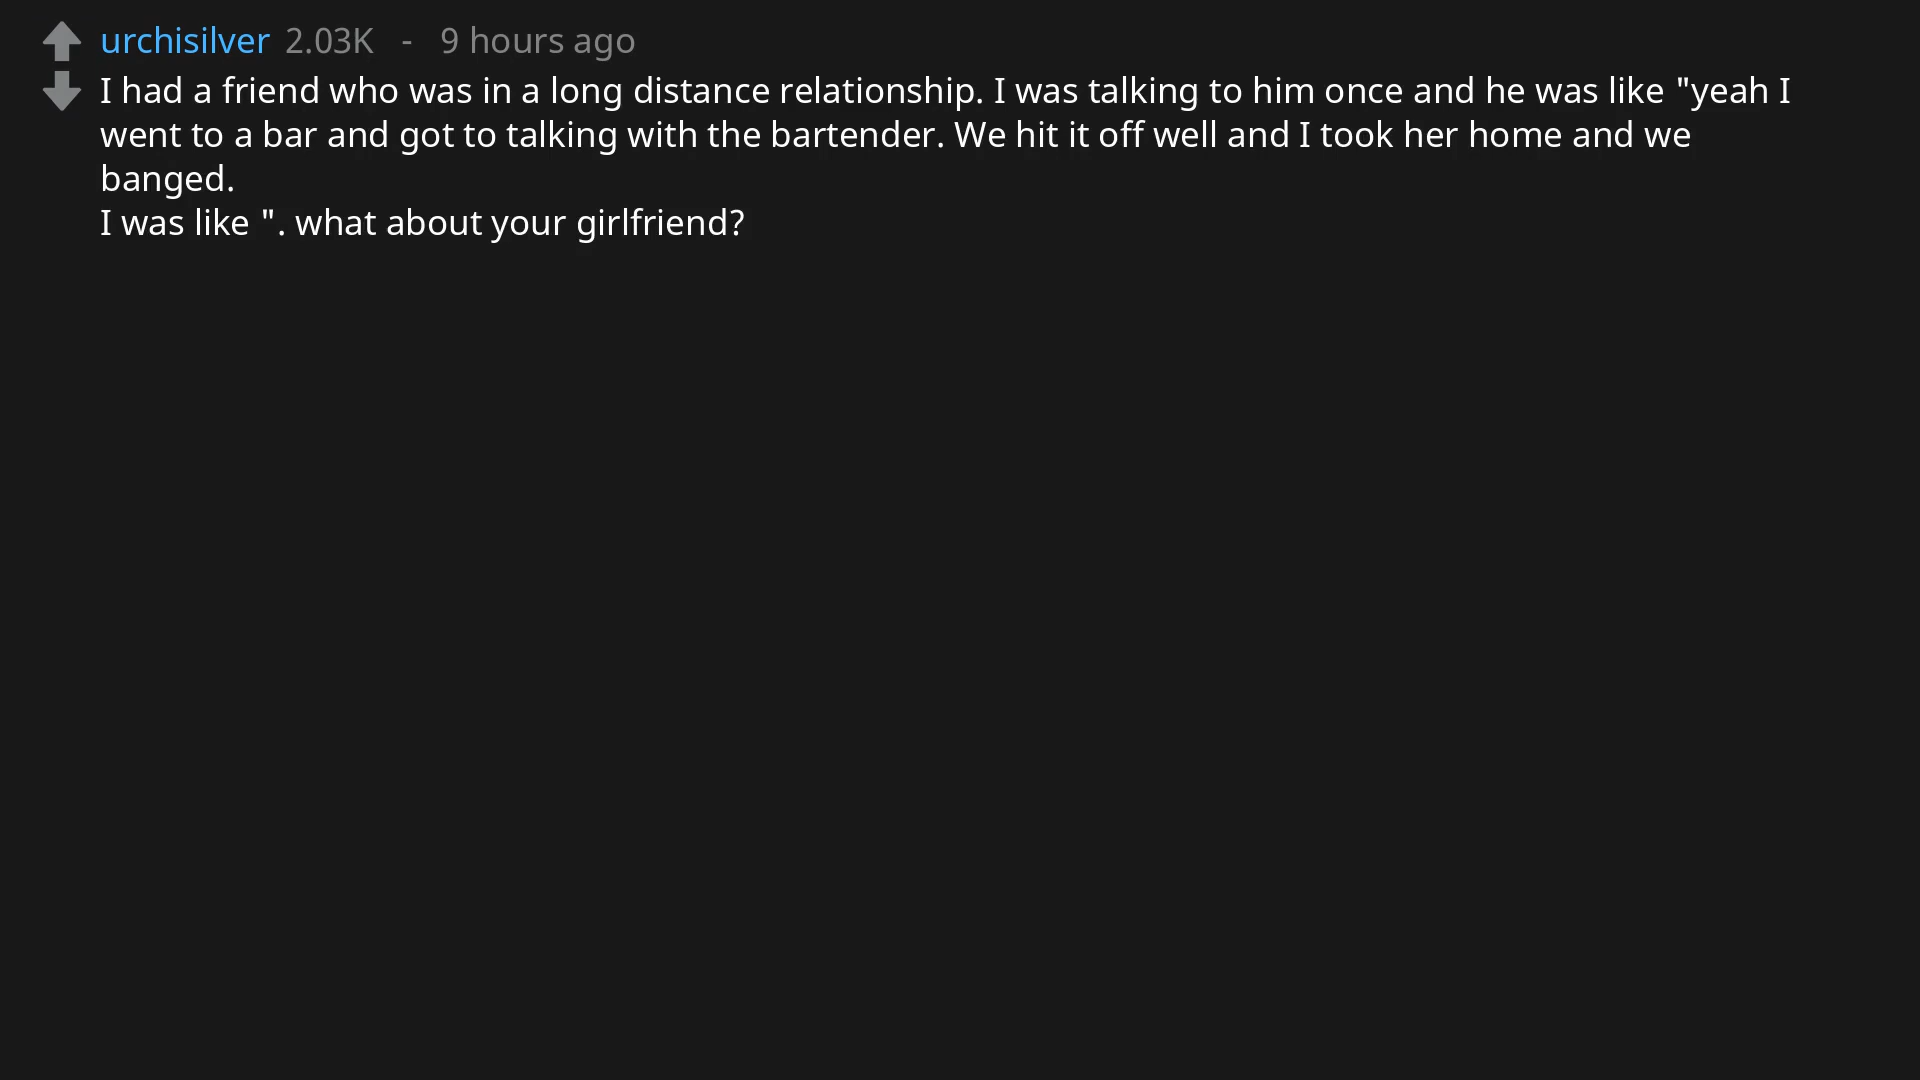 urchisilver 2.03K - 9 hours ago
I had a friend who was in a long distance relationship. I was talking to him once and he was like "yeah I
went to a bar and got to talking with the bartender. We hit it off well and I took her home and we
banged.
I was like ". what about your girlfriend?